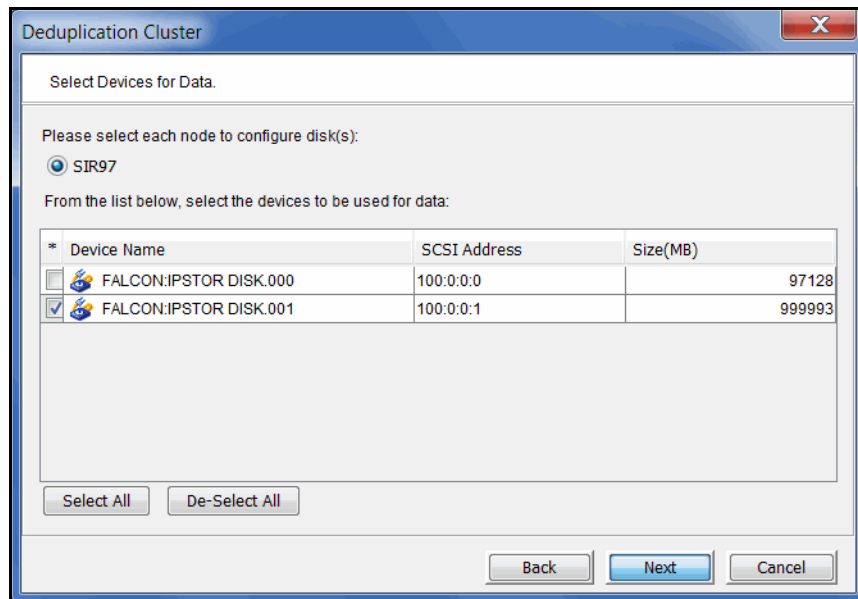 Deduplication Cluster
Select Devices for Data.
Please select each node to configure disk(s):
SIR97
From the list below, select the devices to be used for data:
* Device Name SCSI Address Size(MB)
FALCON:IPSTOR DISK.000 100:0:0:0 97128
FALCON:IPSTOR DISK.001 100:0:0:1 999993
Select All De-Select All
Back Next Cancel